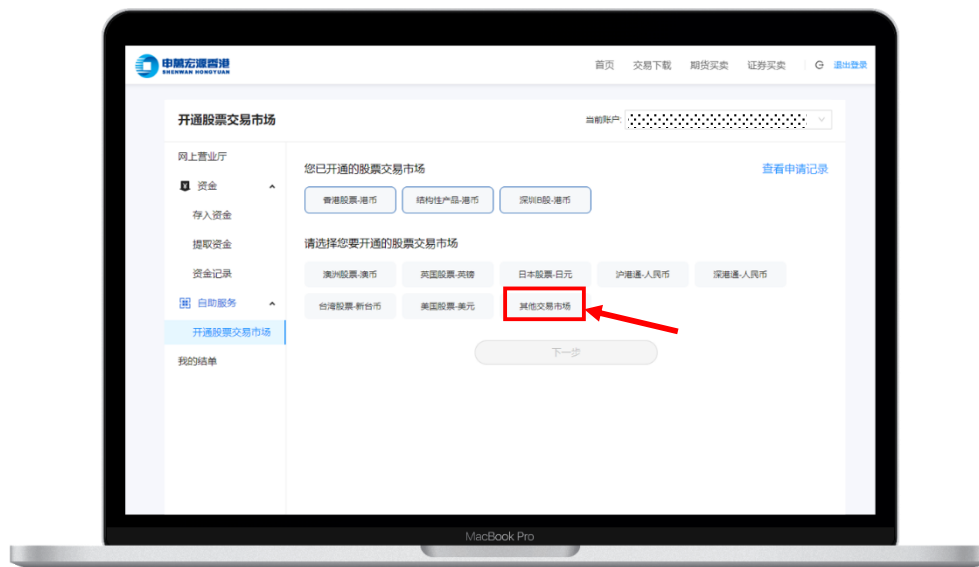 申萬宏源香港
SHENWAN HONGYUAN
首页 交易下载 期货买卖 证券买卖 退出登录
开通股票交易市场
当前账户:
网上营业厅
资金
存入资金
提取资金
资金记录
自助服务
开通股票交易市场
我的结单
您已开通的股票交易市场
查看申请记录
香港股票-港币 结构性产品-港币 深圳B股-港币
请选择您要开通的股票交易市场
澳洲股票-澳币 英国股票-英镑 日本股票-日元 沪港通-人民币 深港通-人民币
台湾股票-新台币 美国股票-美元 其他交易市场
下一步
MacBook Pro